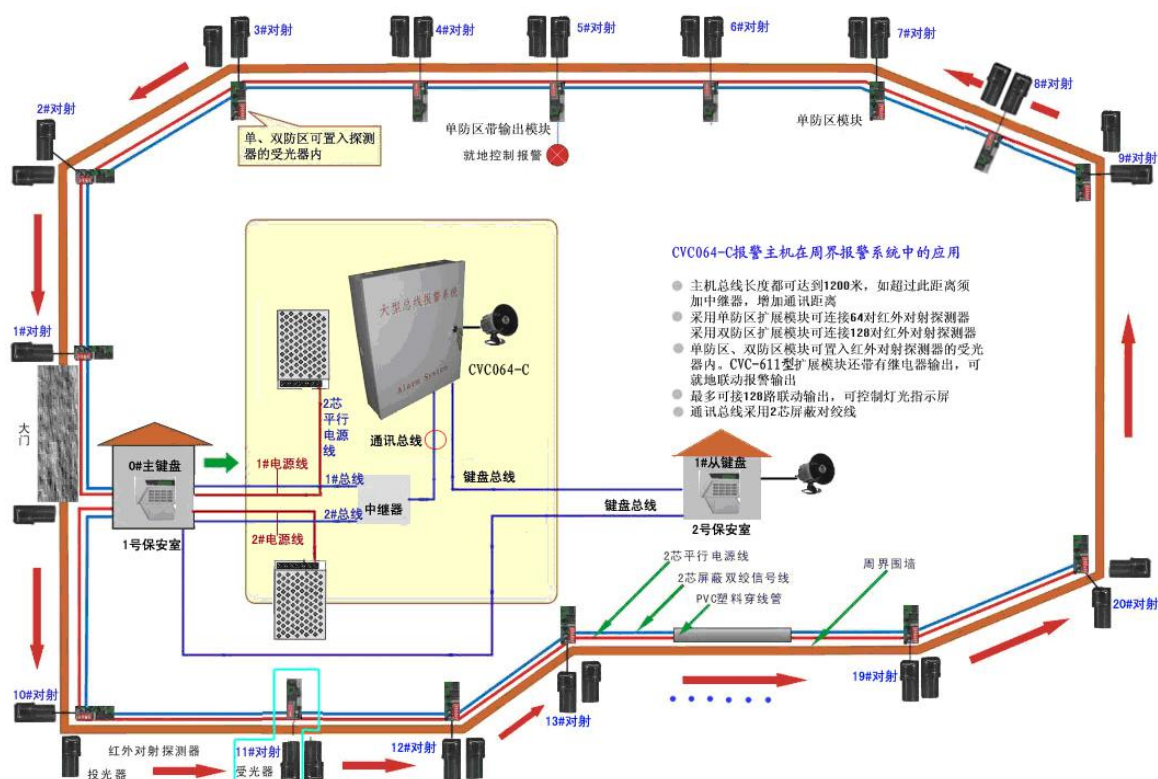 3#对射
4#对射
5#对射
6#对射
7#对射
8#对射
2#对射
9#对射
单、双防区可置入探测
器的受光器内
单防区带输出模块
就地控制报警
单防区模块
大型总线报警系统
Alarm System
CVC064-C
CVC064-C报警主机在周界报警系统中的应用
主机总线长度都可达到1200米，如超过此距离须
加中继器，增加通讯距离
采用单防区扩展模块可连接64对红外对射探测器
采用双防区扩展模块可连接128对红外对射探测器
单防区、双防区模块可置入红外对射探测器的受光
器内。CVC-611型扩展模块还带有继电器输出，可
就地联动报警输出
最多可接128路联动输出，可控制灯光指示屏
通讯总线采用2芯屏蔽对绞线
1#对射
大门
2芯
平行
电源
线
通讯总线
0#主键盘
1#电源线
1#总线
中继器
2#总线
2#电源线
1号保安室
键盘总线
键盘总线
1#从键盘
2号保安室
2芯平行电源线
2芯屏蔽双绞信号线
PVC塑料穿线管
周界围墙
20#对射
10#对射
11#对射
12#对射
13#对射
19#对射
红外对射探测器
投光器
受光器